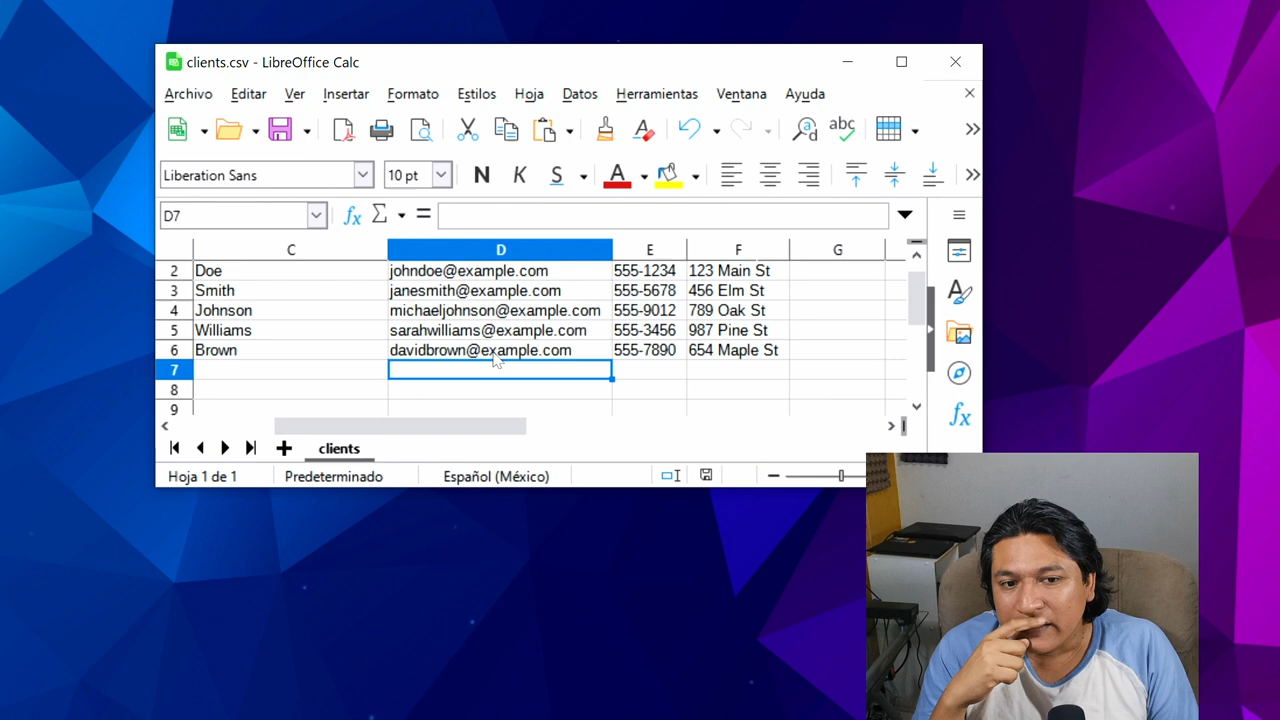 clients.csv - LibreOffice Calc
Archivo Editar Ver Insertar Formato Estilos Hoja Datos Herramientas Ventana Ayuda
Liberation Sans 10 pt N K S A
D7 fx Σ =
C D E F G
2 Doe johndoe@example.com 555-1234 123 Main St
3 Smith janesmith@example.com 555-5678 456 Elm St
4 Johnson michaeljohnson@example.com 555-9012 789 Oak St
5 Williams sarahwilliams@example.com 555-3456 987 Pine St
6 Brown davidbrown@example.com 555-7890 654 Maple St
7
8
9
clients
Hoja 1 de 1 Predeterminado Español (México)